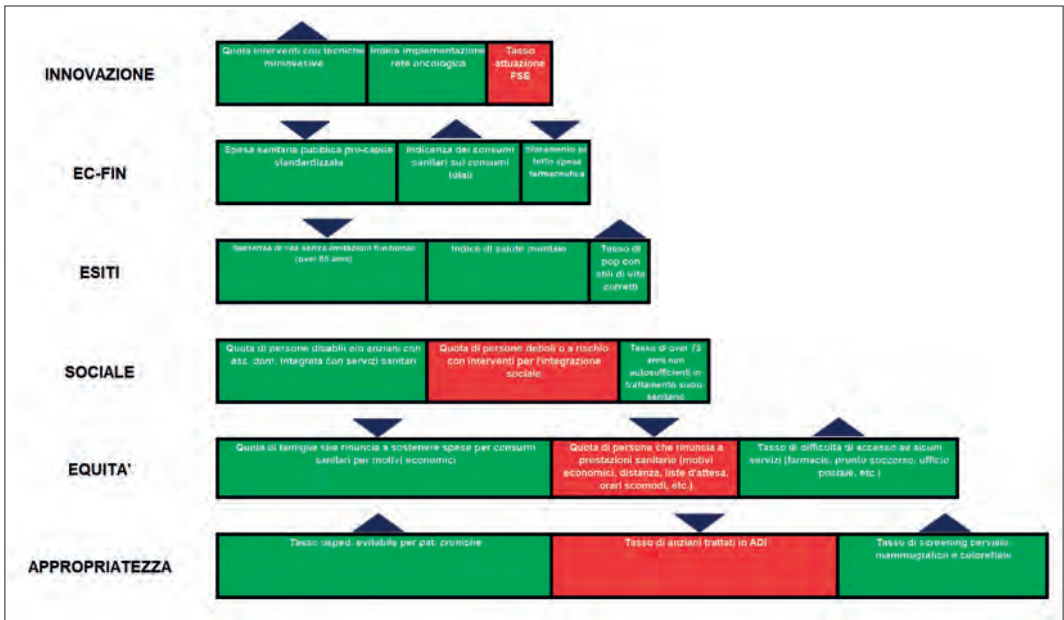 INNOVAZIONE
Quota interventi con tecniche
mininvasive
Indice implementazione
rete oncologica
Tasso
attuazione
FSE
EC-FIN
Spesa sanitaria pubblica pro-capite
standardizzata
Indicenza dei consumi
sanitari sui consumi
totali
Sforamento su
tetto spesa
farmaceutica
ESITI
Speranza di vita senza limitazioni funzionali
(over 65 anni)
Indice di salute mentale
Tasso di
pop con
stili di vita
corretti
SOCIALE
Quota di persone disabili e/o anziani con
ass. dom. integrata con servizi sanitari
Quota di persone deboli o a rischio
con interventi per l'integrazione
sociale
Tasso di over 75
anni non
autosufficienti in
trattamento socio
sanitario
EQUITA'
Quota di famiglie che rinuncia a sostenere spese per consumi
sanitari per motivi economici
Quota di persone che rinuncia a
prestazioni sanitarie (motivi
economici, distanza, liste d'attesa,
orari scomodi, etc.)
Tasso di difficoltà di accesso ad alcuni
servizi (farmacie, pronto soccorso, ufficio
postale, etc.)
APPROPRIATEZZA
Tasso osped. evitabile per pat. croniche
Tasso di anziani trattati in ADI
Tasso di screening cervicale
mammografico e colorettale